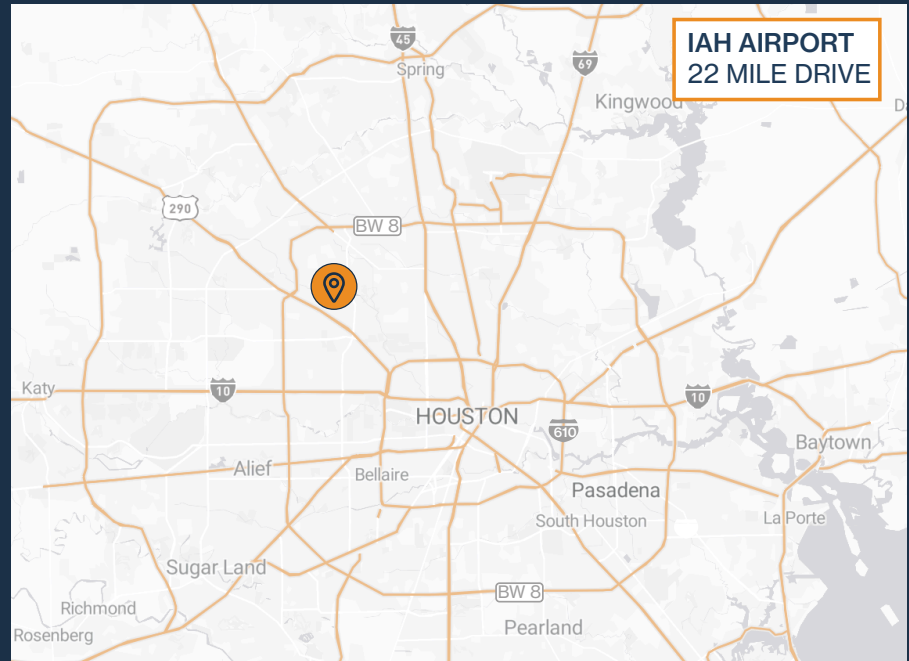 IAH AIRPORT
22 MILE DRIVE
45
Spring
69
Kingwood
290
BW 8
Katy
10
10
HOUSTON
610
Baytown
Alief
Bellaire
Pasadena
South Houston
La Porte
Sugar Land
BW 8
Richmond
Pearland
Rosenberg